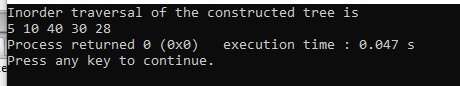 Inorder traversal of the constructed tree is
5 10 40 30 28
Process returned 0 (0x0)   execution time : 0.047 s
Press any key to continue.